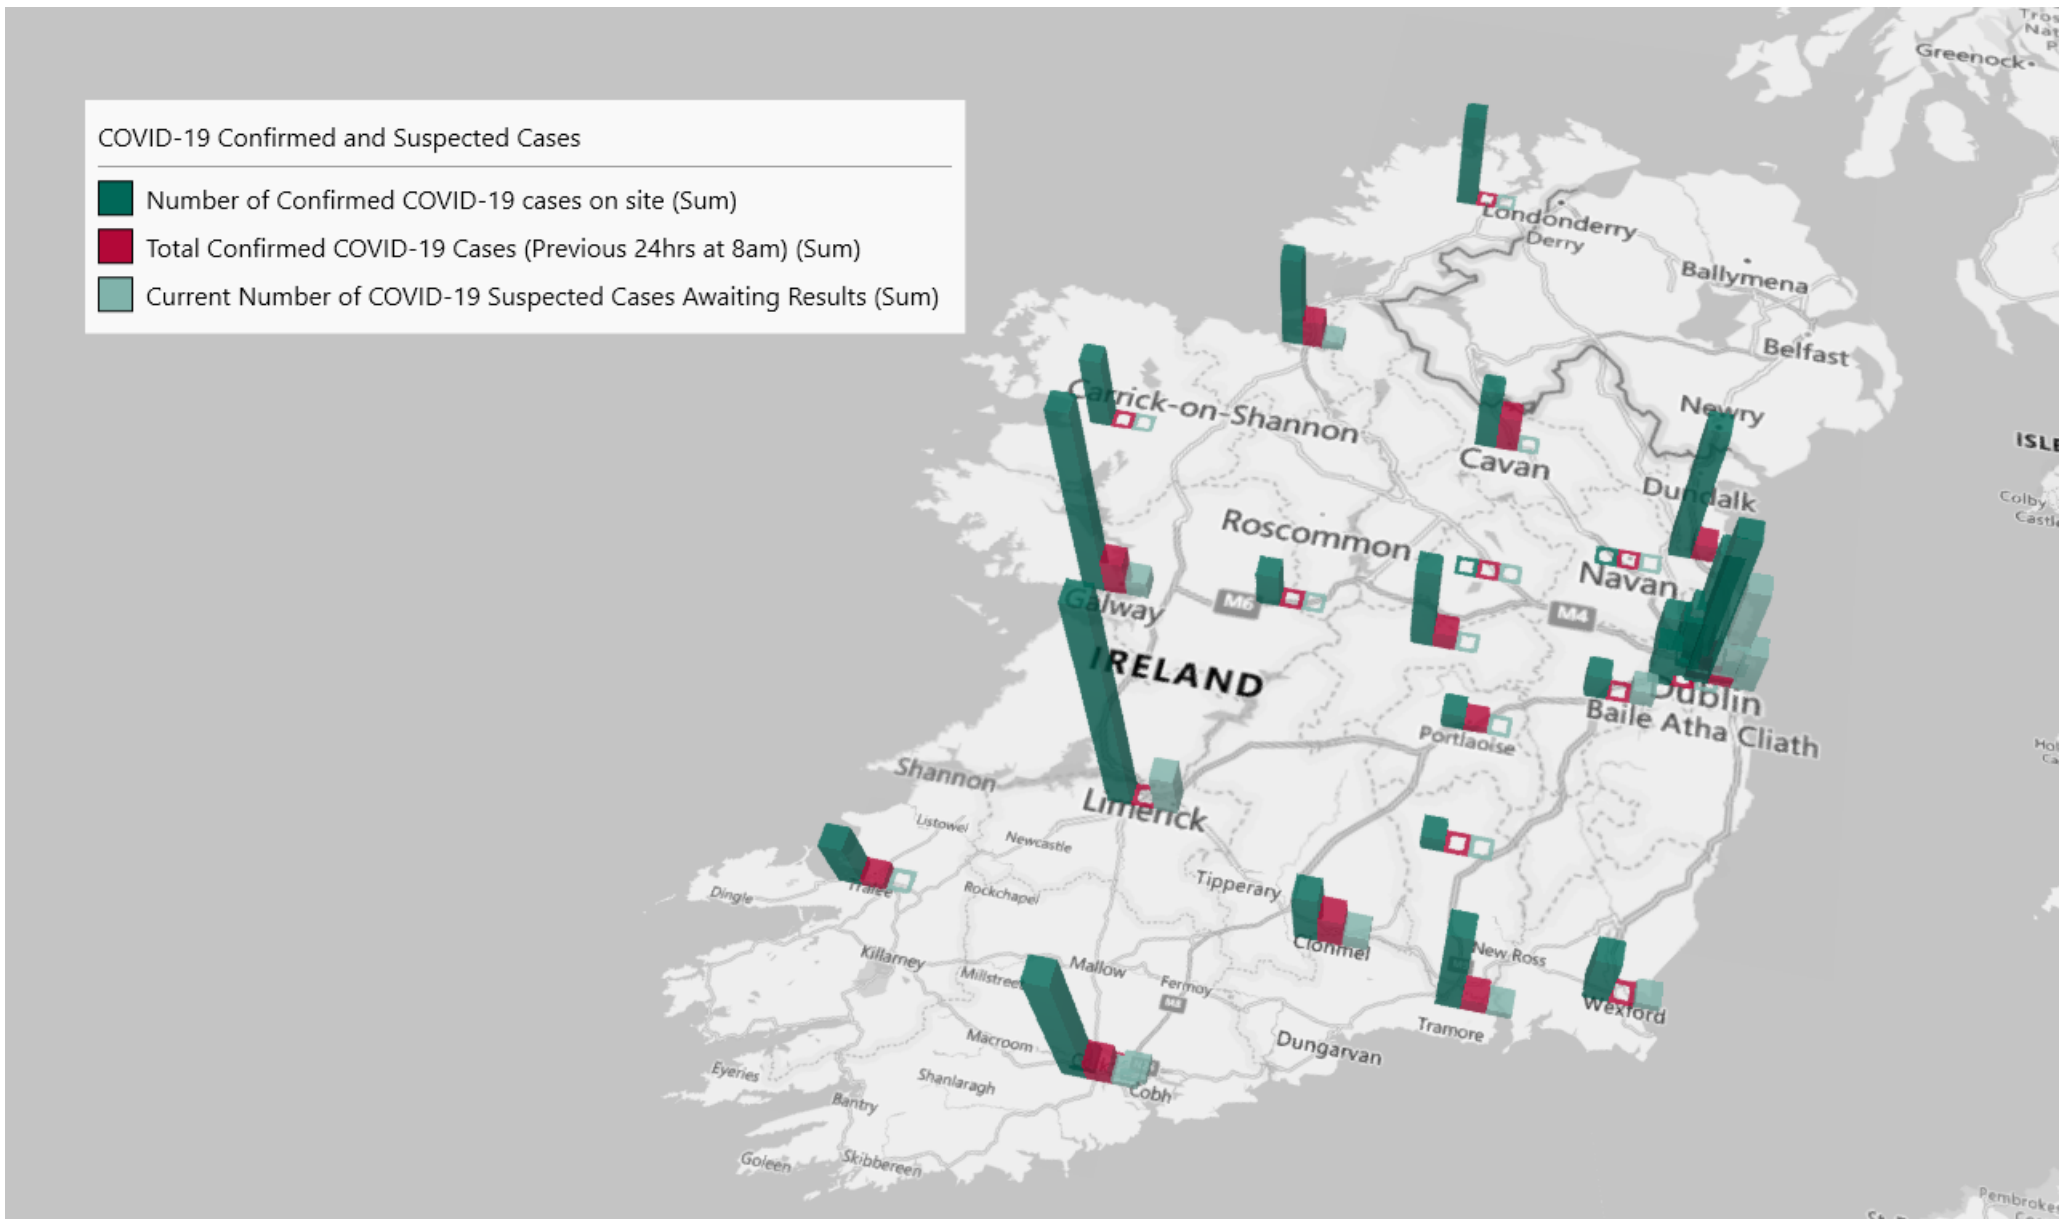 COVID-19 Confirmed and Suspected Cases
Number of Confirmed COVID-19 cases on site (Sum)
Total Confirmed COVID-19 Cases (Previous 24hrs at 8am) (Sum)
Current Number of COVID-19 Suspected Cases Awaiting Results (Sum)
Greenock
Londonderry
Derry
Ballymena
Belfast
Carrick-on-Shannon
Newry
ISLE
Cavan
Dundalk
Colby
Castle
Roscommon
Navan
M6
M4
Galway
IRELAND
Dublin
Baile Atha Cliath
Portlaoise
Shannon
Limerick
Listowel
Newcastle
Tipperary
Tralee
Dingle
Rockchapel
Clonmel
New Ross
Killarney
Mallow
Millstreet
Fermoy
M8
Wexford
Tramore
Macroom
Dungarvan
Eyeries
Shanlaragh
Cobh
Bantry
Goleen
Skibbereen
Pembroke